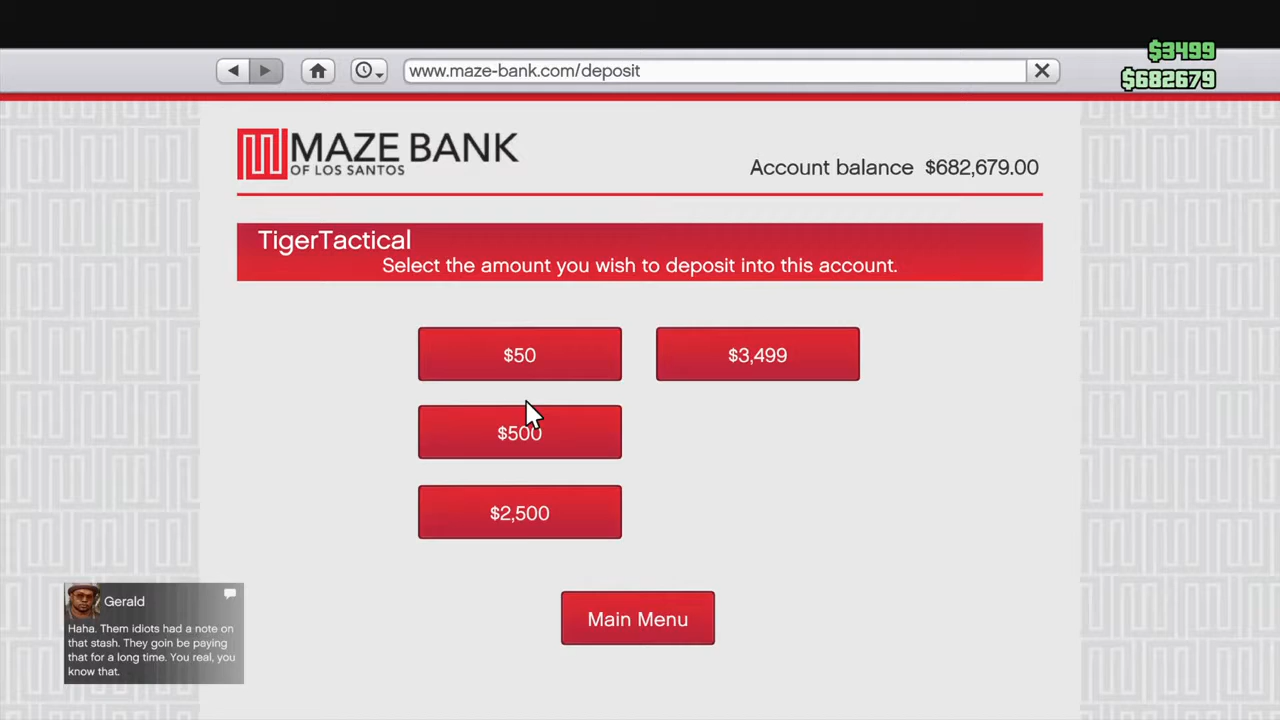 $3499
www.maze-bank.com/deposit
$682679
MAZE BANK
OF LOS SANTOS
Account balance $682,679.00
TigerTactical
Select the amount you wish to deposit into this account.
$50
$3,499
$500
$2,500
Main Menu
Gerald
Haha. Them idiots had a note on
that stash. They goin be paying
that for a long time. You real, you
know that.